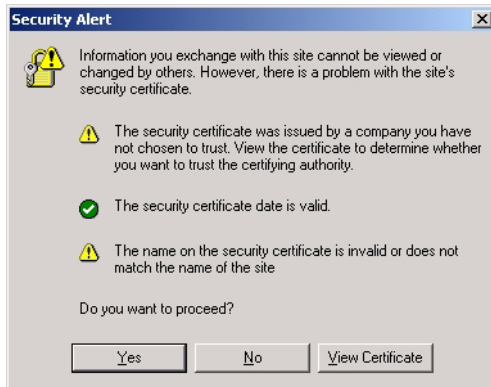 Security Alert
Information you exchange with this site cannot be viewed or
changed by others. However, there is a problem with the site's
security certificate.
The security certificate was issued by a company you have
not chosen to trust. View the certificate to determine whether
you want to trust the certifying authority.
The security certificate date is valid.
The name on the security certificate is invalid or does not
match the name of the site
Do you want to proceed?
Yes No View Certificate